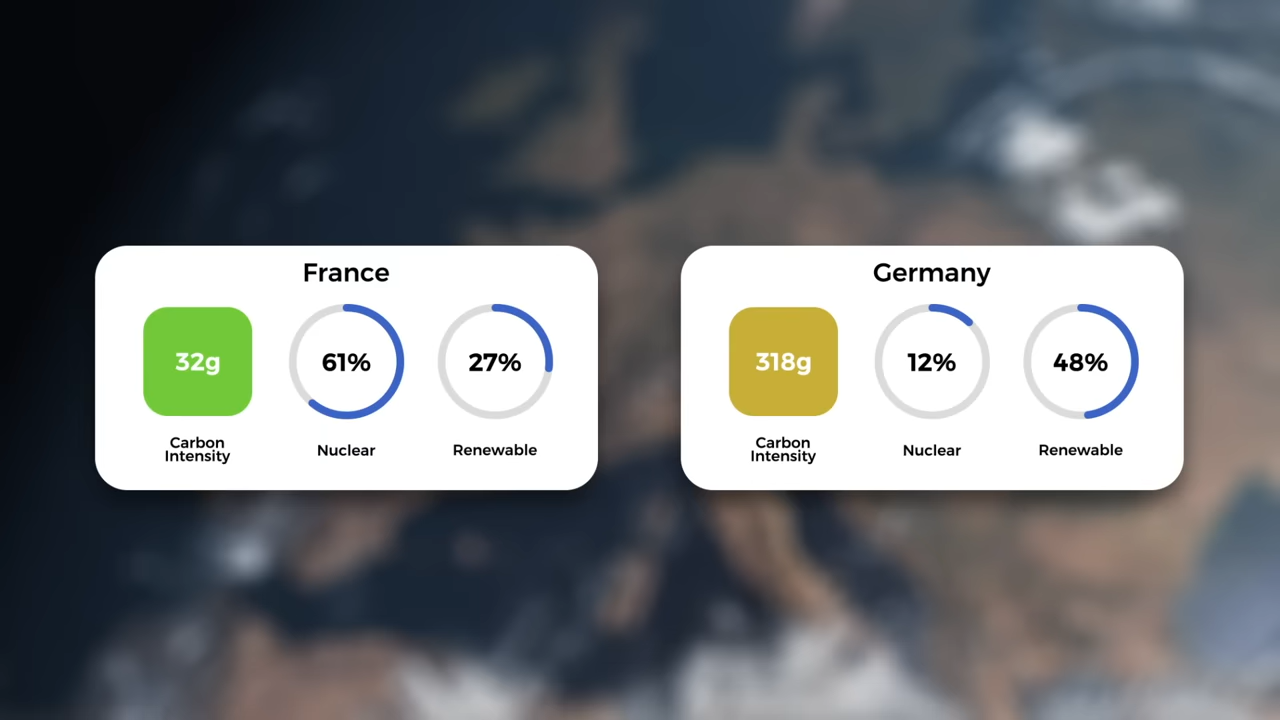 France
32g
61%
27%
Carbon
Intensity
Nuclear
Renewable
Germany
318g
12%
48%
Carbon
Intensity
Nuclear
Renewable